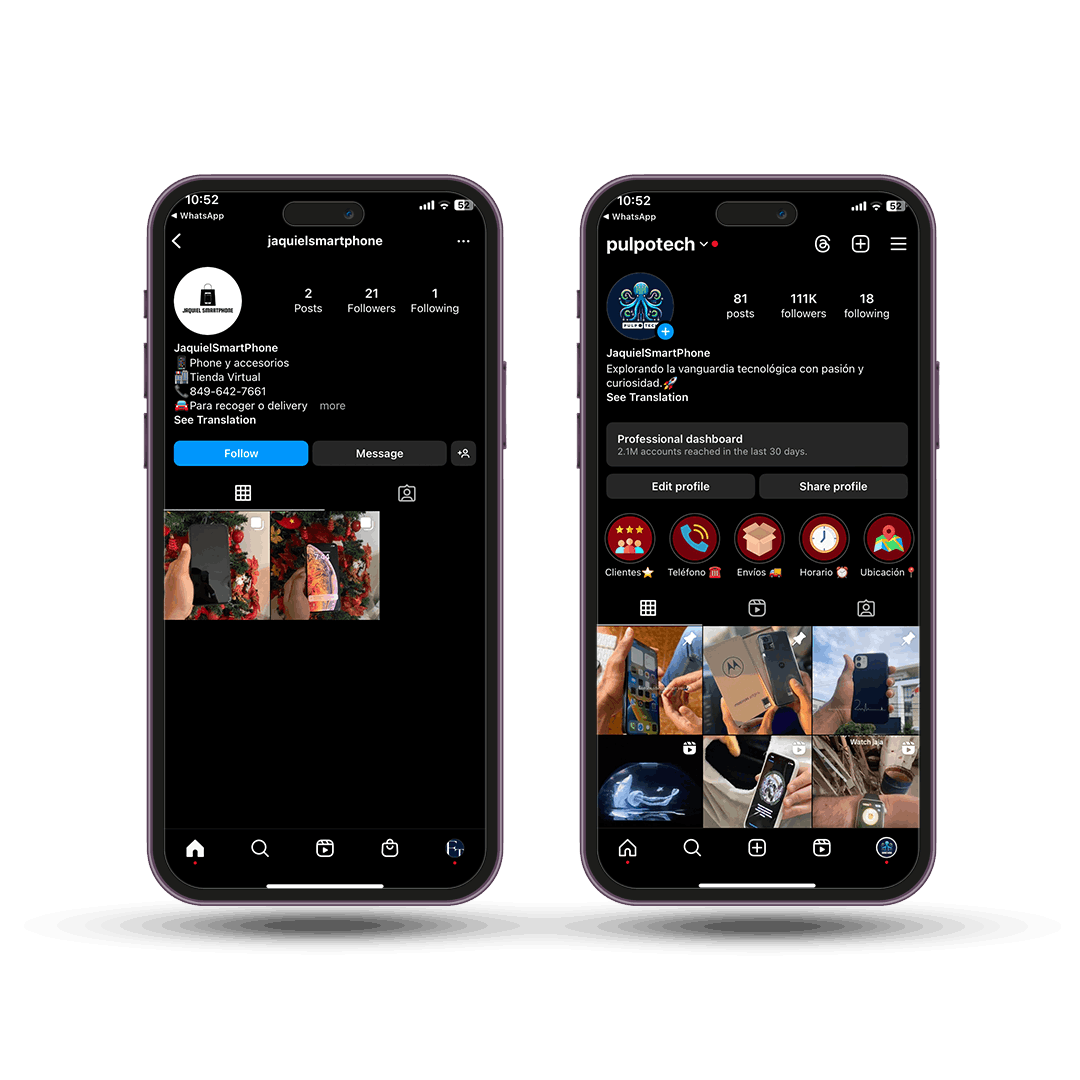 10:52
52
◀ WhatsApp
jaquielsmartphone
JAQUIEL SMARTPHONE
2
21
1
Posts
Followers
Following
JaquielSmartPhone
Phone y accesorios
Tienda Virtual
849-642-7661
Para recoger o delivery more
See Translation
Follow
Message
10:52
52
◀ WhatsApp
pulpotech
PULPO TECH
81
111K
18
posts
followers
following
JaquielSmartPhone
Explorando la vanguardia tecnológica con pasión y
curiosidad.🚀
See Translation
Professional dashboard
2.1M accounts reached in the last 30 days.
Edit profile
Share profile
Clientes⭐
Teléfono ☎️
Envíos 🚚
Horario ⏰
Ubicación📍
Watch jaja